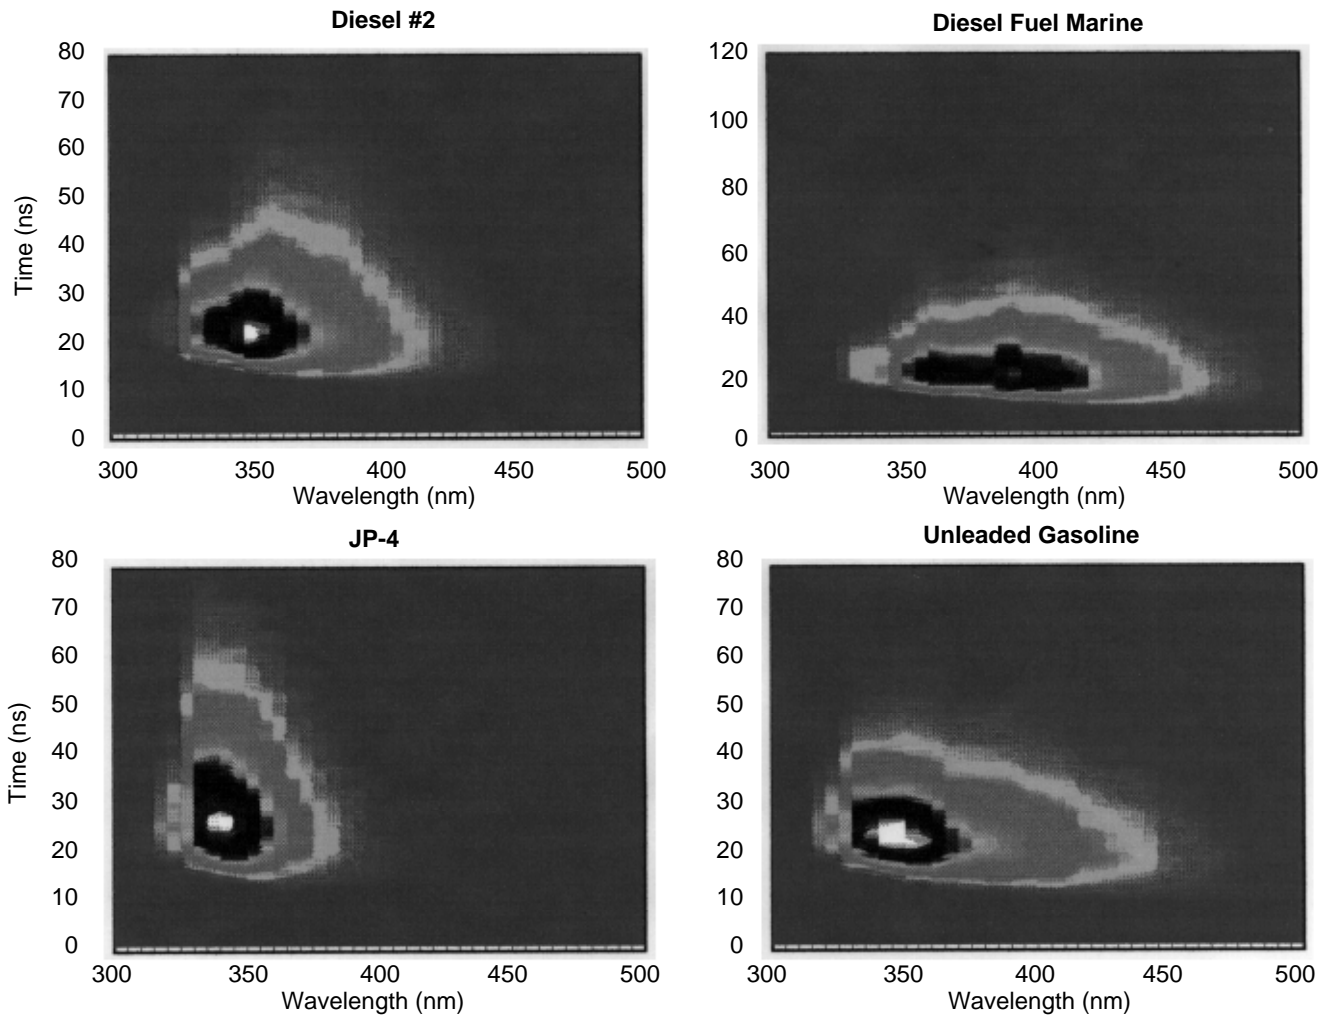 Diesel #2
80
70
60
50
40
30
20
10
0
Time (ns)
300 350 400 450 500
Wavelength (nm)
Diesel Fuel Marine
120
100
80
60
40
20
0
300 350 400 450 500
Wavelength (nm)
JP-4
80
70
60
50
40
30
20
10
0
Time (ns)
300 350 400 450 500
Wavelength (nm)
Unleaded Gasoline
80
70
60
50
40
30
20
10
0
300 350 400 450 500
Wavelength (nm)